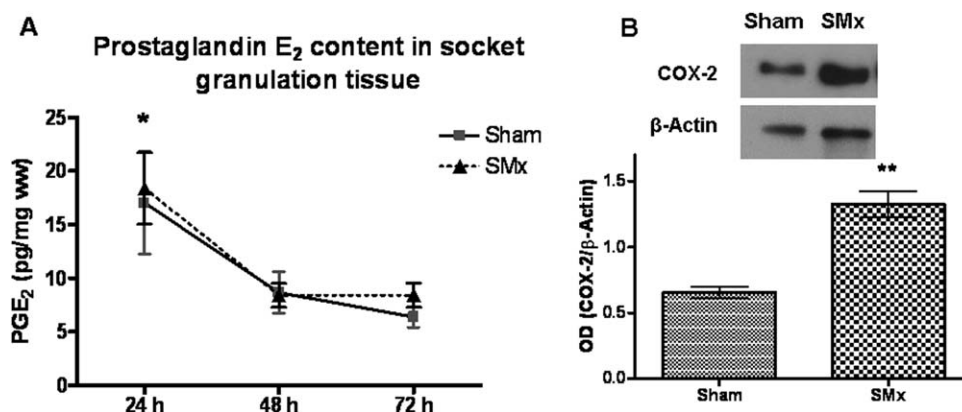 A
Prostaglandin E₂ content in socket
granulation tissue
PGE₂ (pg/mg ww)
25
20
15
10
5
0
*
Sham
SMx
24 h
48 h
72 h
B
Sham SMx
COX-2
β-Actin
OD (COX-2/β-Actin)
1.5
1.0
0.5
0.0
**
Sham
SMx